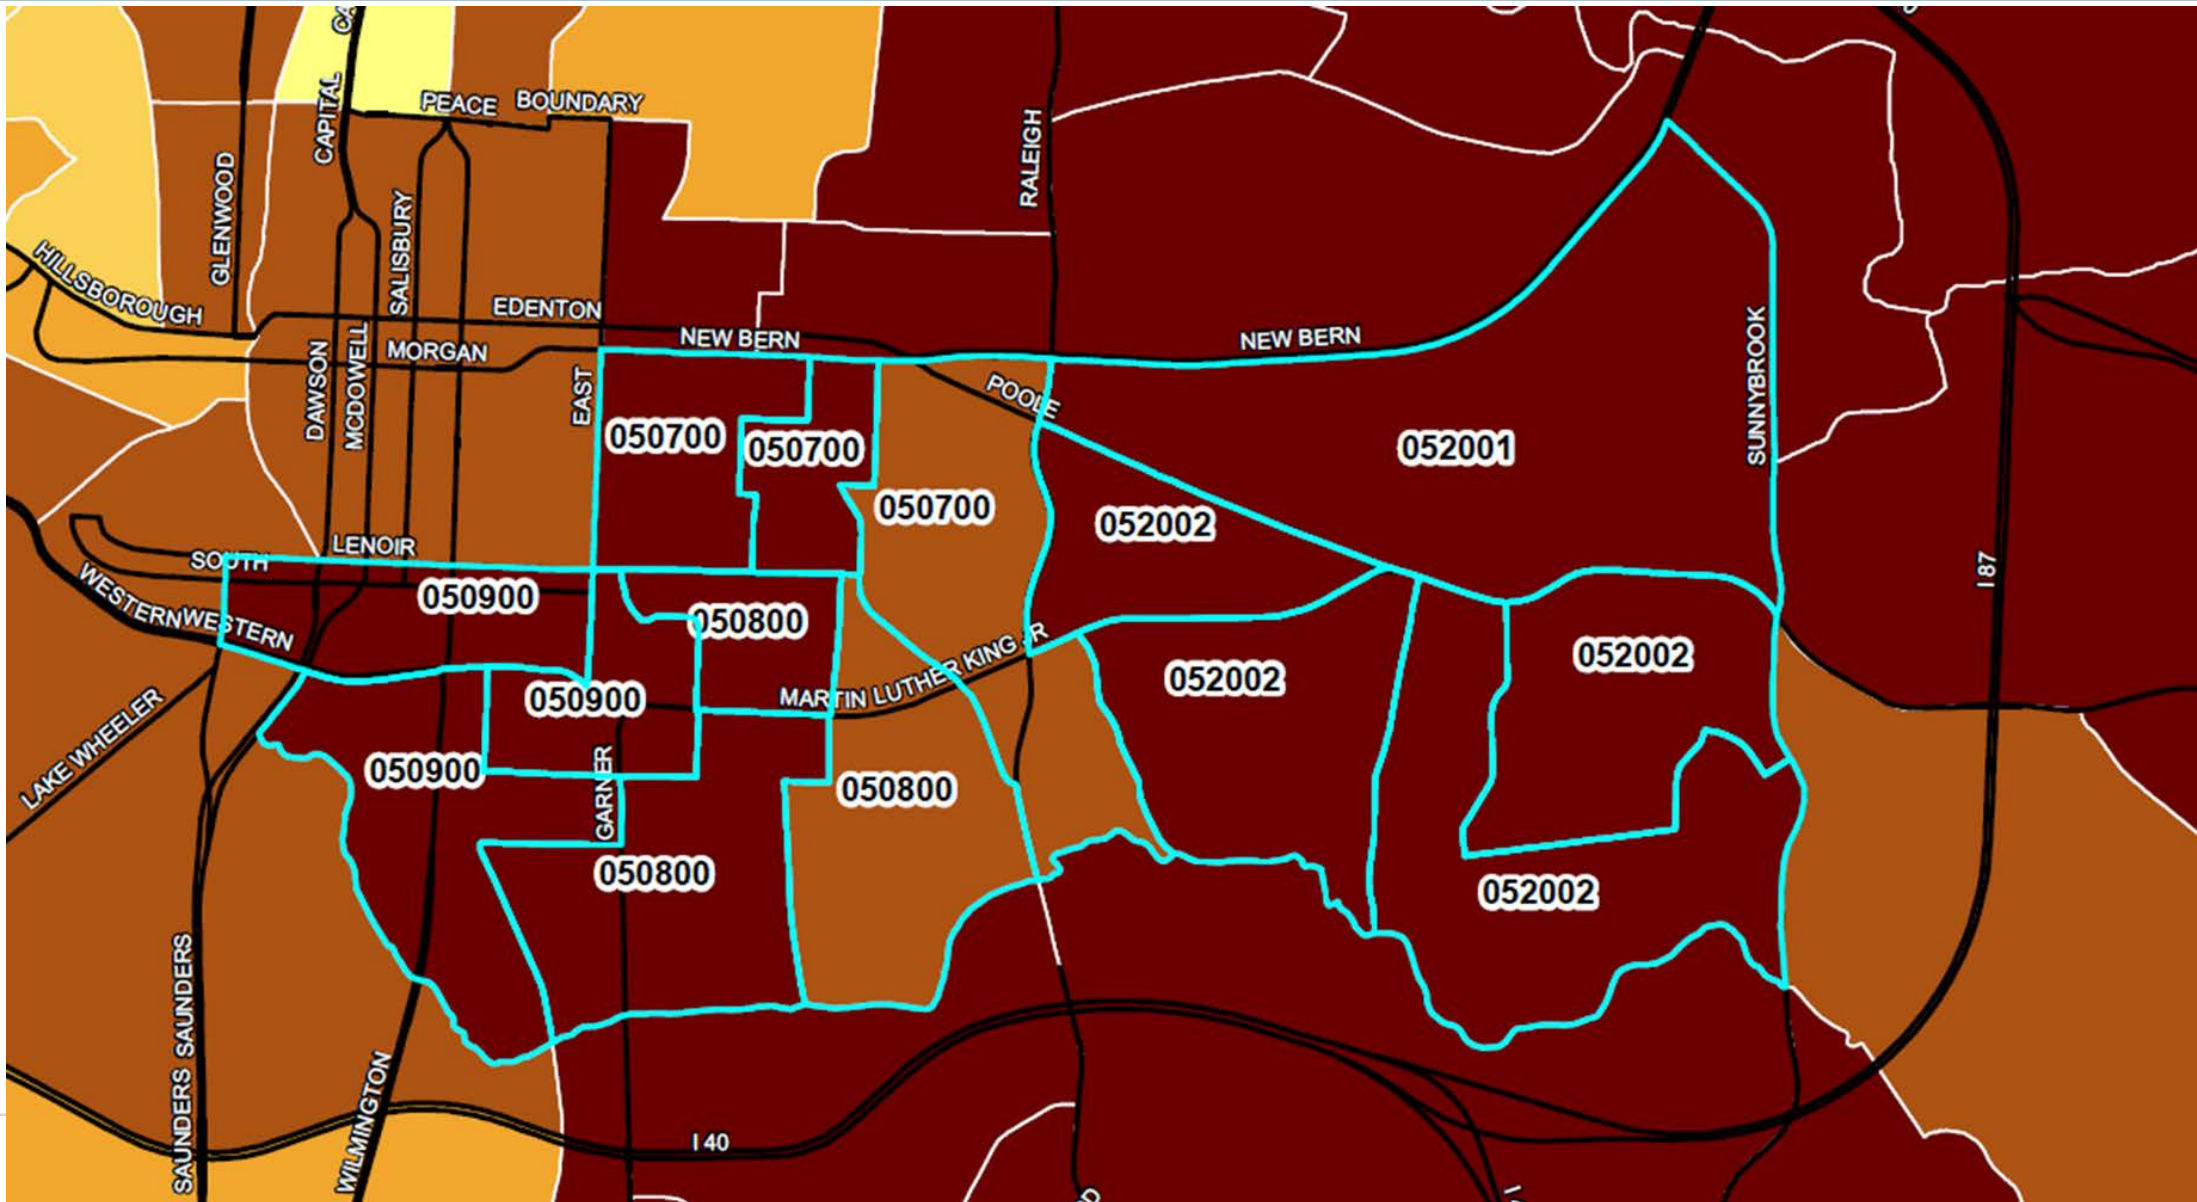 CAPITAL
PEACE
BOUNDARY
RALEIGH
GLENWOOD
SALISBURY
HILLSBOROUGH
EDENTON
NEW BERN
NEW BERN
SUNNYBROOK
DAWSON
MCDOWELL
MORGAN
EAST
POOLE
050700
050700
052001
050700
052002
LENOIR
SOUTH
I 87
WESTERN
WESTERN
050900
050800
MARTIN LUTHER KING JR
052002
052002
050900
LAKE WHEELER
050900
GARNER
050800
050800
052002
SAUNDERS
SAUNDERS
WILMINGTON
I 40